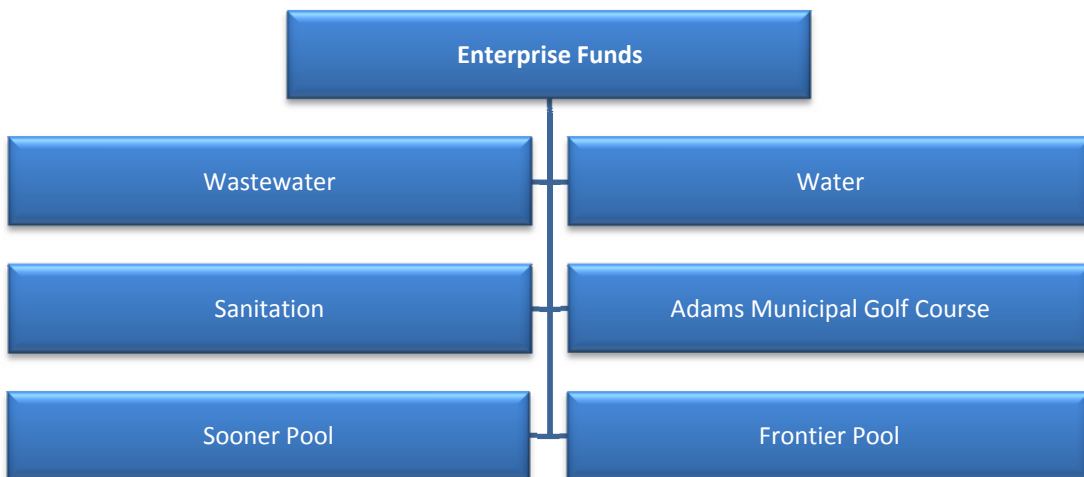 Enterprise Funds
Wastewater
Water
Sanitation
Adams Municipal Golf Course
Sooner Pool
Frontier Pool